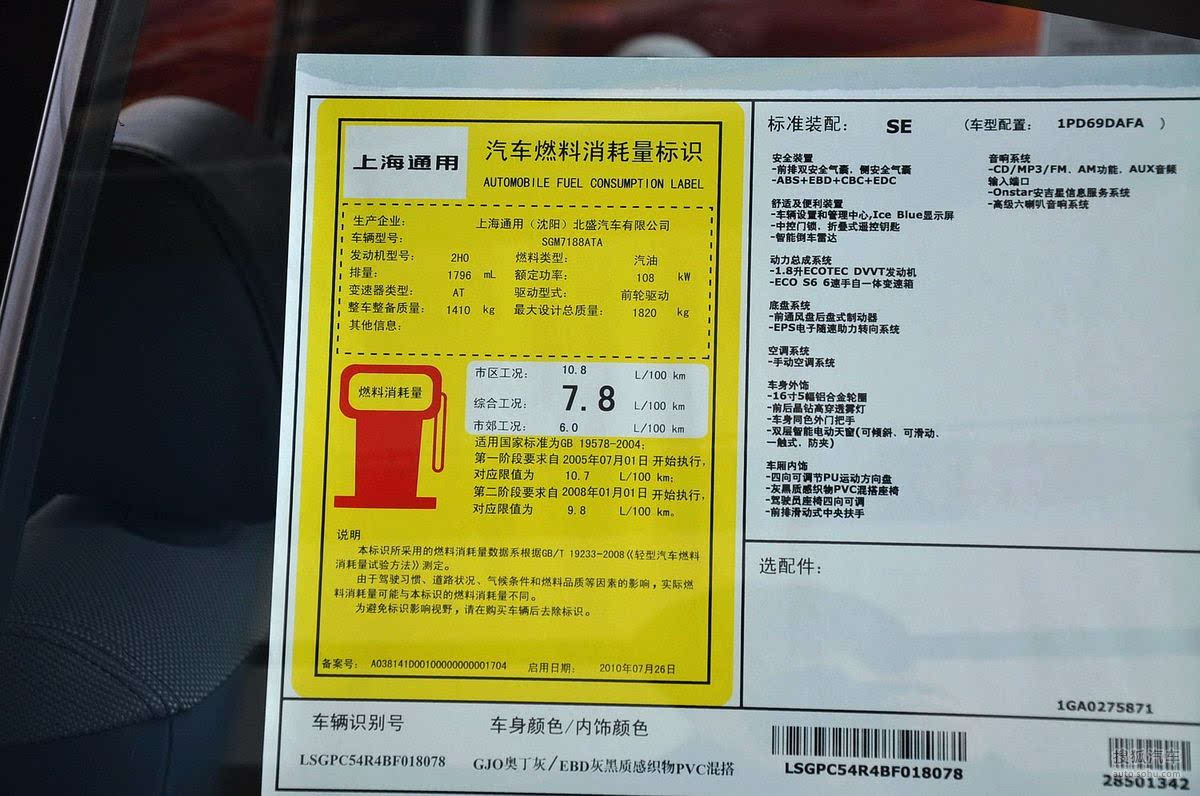 上海通用
汽车燃料消耗量标识
AUTOMOBILE FUEL CONSUMPTION LABEL
生产企业: 上海通用（沈阳）北盛汽车有限公司
车辆型号: SGM7188ATA
发动机型号: 2H0 燃料类型: 汽油
排量: 1796 mL 额定功率: 108 kW
变速器类型: AT 驱动型式: 前轮驱动
整车整备质量: 1410 kg 最大设计总质量: 1820 kg
其他信息:
燃料消耗量
市区工况: 10.8 L/100 km
综合工况: 7.8 L/100 km
市郊工况: 6.0 L/100 km
适用国家标准为GB 19578-2004;
第一阶段要求自2005年07月01日 开始执行,
对应限值为 10.7 L/100 km;
第二阶段要求自2008年01月01日 开始执行,
对应限值为 9.8 L/100 km。
说明
本标识所采用的燃料消耗量数据系根据GB/T 19233-2008《轻型汽车燃料
消耗量试验方法》测定。
由于驾驶习惯、道路状况、气候条件和燃料品质等因素的影响，实际燃
料消耗量可能与本标识的燃料消耗量不同。
为避免标识影响视野，请在购买车辆后去除标识。
备案号: A038141D00100000000001704 启用日期: 2010年07月26日
标准装配: SE （车型配置: 1PD69DAFA ）
安全装置
-前排双安全气囊，侧安全气囊
-ABS+EBD+CBC+EDC
舒适及便利装置
-车辆设置和管理中心,Ice Blue显示屏
-中控门锁，折叠式遥控钥匙
-智能倒车雷达
动力总成系统
-1.8升ECOTEC DVVT发动机
-ECO S6 6速手自一体变速箱
底盘系统
-前通风盘后盘式制动器
-EPS电子随速助力转向系统
空调系统
-手动空调系统
车身外饰
-16寸5幅铝合金轮圈
-前后晶钻高穿透雾灯
-车身同色外门把手
-双层智能电动天窗(可倾斜、可滑动、
一触式，防夹)
车厢内饰
-四向可调节PU运动方向盘
-灰黑质感织物PVC混搭座椅
-驾驶员座椅四向可调
-前排滑动式中央扶手
音响系统
-CD/MP3/FM、AM功能，AUX音频
输入端口
-Onstar安吉星信息服务系统
-高级六喇叭音响系统
选配件:
1GA0275871
车辆识别号
LSGPC54R4BF018078
车身颜色/内饰颜色
GJO奥丁灰/EBD灰黑质感织物PVC混搭
LSGPC54R4BF018078
28501342
搜狐汽车
auto.sohu.com